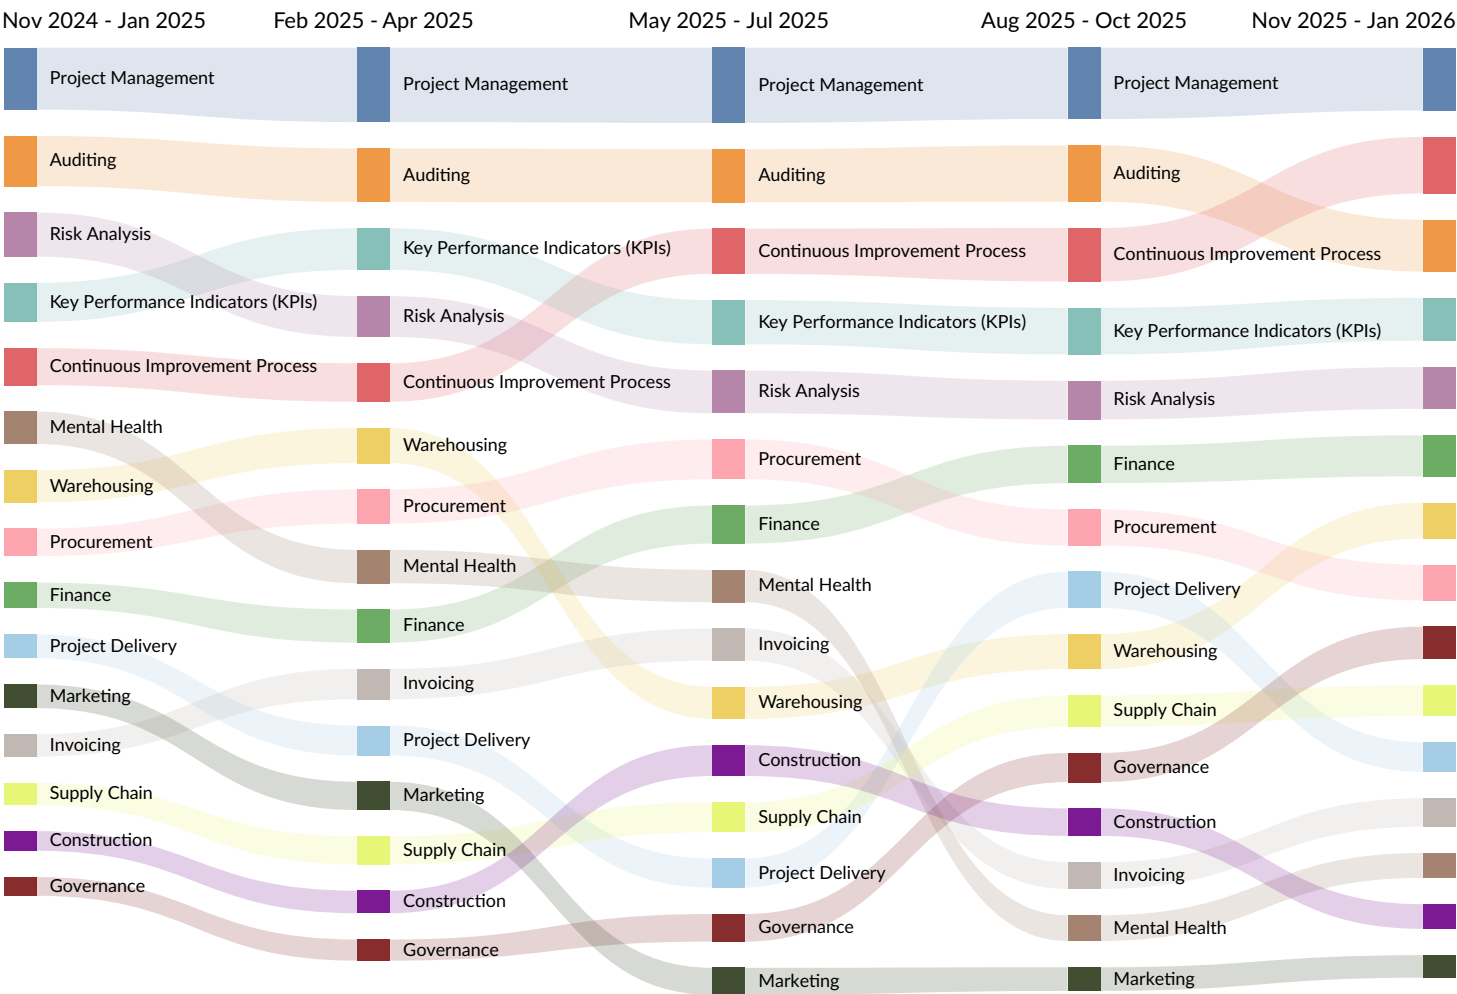 Nov 2024 - Jan 2025
Feb 2025 - Apr 2025
May 2025 - Jul 2025
Aug 2025 - Oct 2025
Nov 2025 - Jan 2026
Project Management
Auditing
Risk Analysis
Key Performance Indicators (KPIs)
Continuous Improvement Process
Mental Health
Warehousing
Procurement
Finance
Project Delivery
Marketing
Invoicing
Supply Chain
Construction
Governance
Project Management
Auditing
Key Performance Indicators (KPIs)
Risk Analysis
Continuous Improvement Process
Warehousing
Procurement
Mental Health
Finance
Invoicing
Project Delivery
Marketing
Supply Chain
Construction
Governance
Project Management
Auditing
Continuous Improvement Process
Key Performance Indicators (KPIs)
Risk Analysis
Procurement
Finance
Mental Health
Invoicing
Warehousing
Construction
Supply Chain
Project Delivery
Governance
Marketing
Project Management
Auditing
Continuous Improvement Process
Key Performance Indicators (KPIs)
Risk Analysis
Finance
Procurement
Project Delivery
Warehousing
Supply Chain
Governance
Construction
Invoicing
Mental Health
Marketing